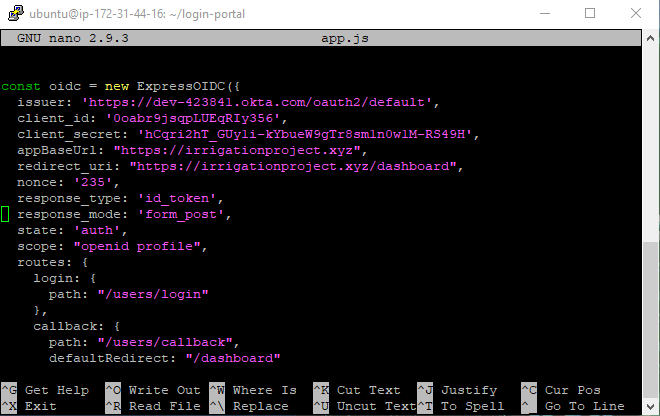 ubuntu@ip-172-31-44-16: ~/login-portal
GNU nano 2.9.3 app.js
const oidc = new ExpressOIDC({
issuer: 'https://dev-423841.okta.com/oauth2/default',
client_id: '0oabr9jsqpLUEqRIy356',
client_secret: 'hCqri2hT_GUy1i-kYbueW9gTr8sm1n0wlM-RS49H',
appBaseUrl: "https://irrigationproject.xyz",
redirect_uri: "https://irrigationproject.xyz/dashboard",
nonce: '235',
response_type: 'id_token',
response_mode: 'form_post',
state: 'auth',
scope: "openid profile",
routes: {
login: {
path: "/users/login"
},
callback: {
path: "/users/callback",
defaultRedirect: "/dashboard"
^G Get Help ^O Write Out ^W Where Is ^K Cut Text ^J Justify ^C Cur Pos
^X Exit ^R Read File ^\ Replace ^U Uncut Text ^T To Spell ^_ Go To Line